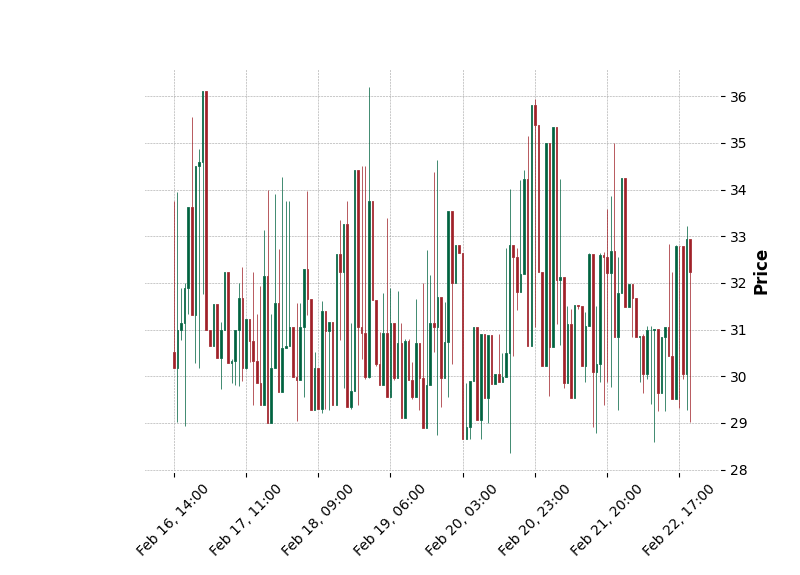 36
35
34
33
32
31
30
29
28
Price
Feb 16, 14:00
Feb 17, 11:00
Feb 18, 09:00
Feb 19, 06:00
Feb 20, 03:00
Feb 20, 23:00
Feb 21, 20:00
Feb 22, 17:00